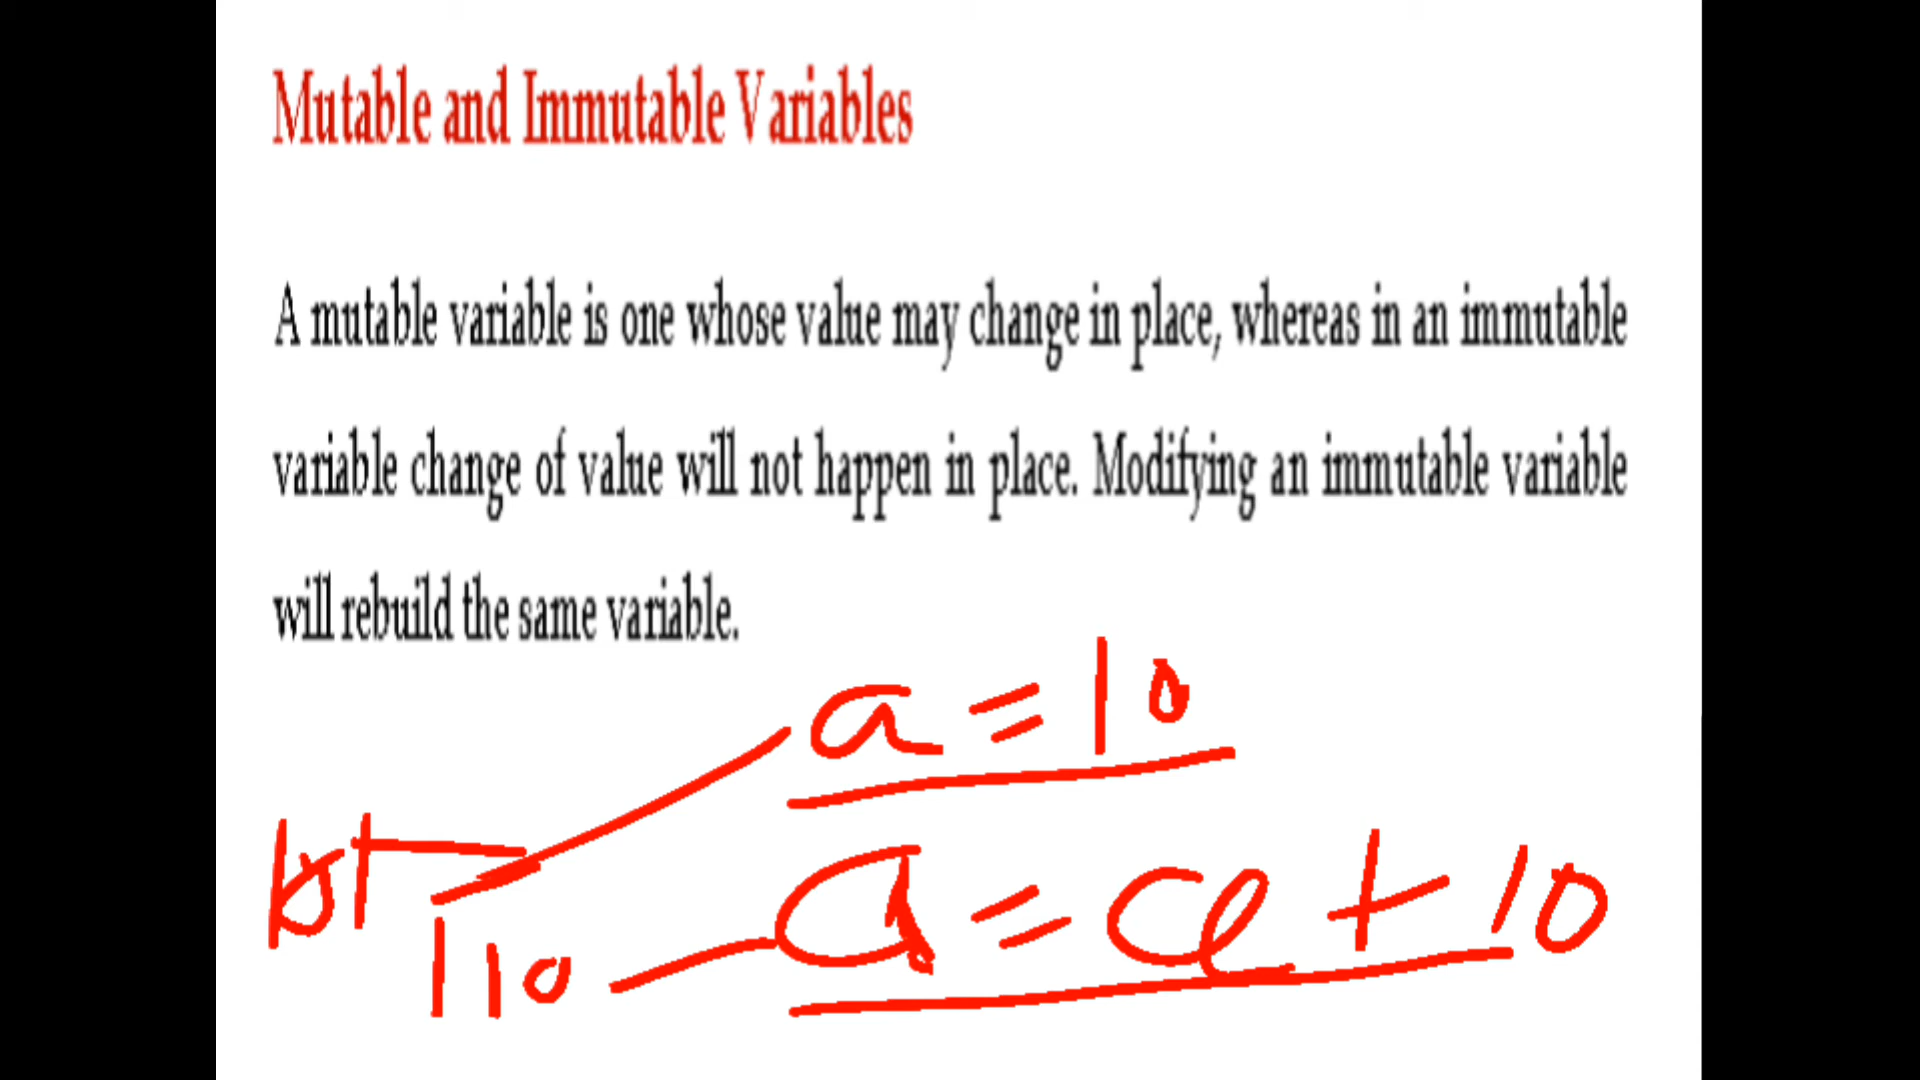 Mutable and Immutable Variables
A mutable variable is one whose value may change in place, whereas in an immutable
variable change of value will not happen in place. Modifying an immutable variable
will rebuild the same variable.
a = 10
110
a = a + 10